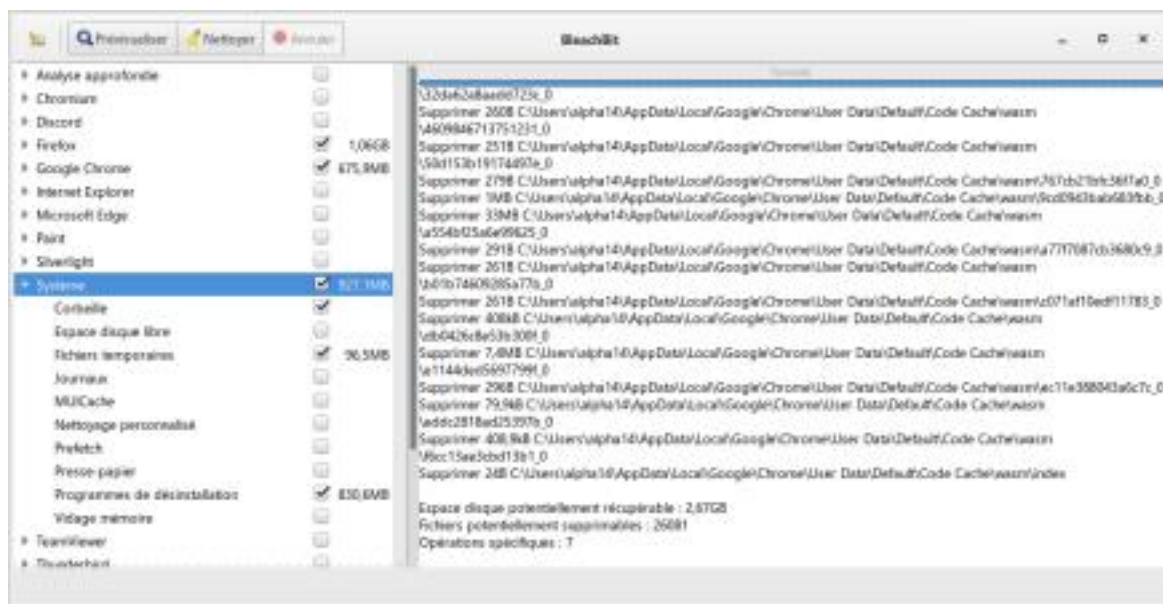 Prévisualiser
Nettoyer
Annuler
BleachBit
Analyse approfondie
Chromium
Discord
Firefox 1,06GB
Google Chrome 675,9MB
Internet Explorer
Microsoft Edge
Paint
Silverlight
Système 927,1MB
Corbeille
Espace disque libre
Fichiers temporaires 96,5MB
Journaux
MUICache
Nettoyage personnalisé
Prefetch
Presse-papier
Programmes de désinstallation 830,6MB
Vidage mémoire
TeamViewer
Thunderbird
Supprimer 260B C:\Users\alpha14\AppData\Local\Google\Chrome\User Data\Default\Code Cache\wasm
\4609846713751231_0
Supprimer 251B C:\Users\alpha14\AppData\Local\Google\Chrome\User Data\Default\Code Cache\wasm
\50d153b19174497e_0
Supprimer 279B C:\Users\alpha14\AppData\Local\Google\Chrome\User Data\Default\Code Cache\wasm
Supprimer 1MB C:\Users\alpha14\AppData\Local\Google\Chrome\User Data\Default\Code Cache\wasm
Supprimer 33MB C:\Users\alpha14\AppData\Local\Google\Chrome\User Data\Default\Code Cache\wasm
\a554bf25a6e99625_0
Supprimer 291B C:\Users\alpha14\AppData\Local\Google\Chrome\User Data\Default\Code Cache\wasm
Supprimer 261B C:\Users\alpha14\AppData\Local\Google\Chrome\User Data\Default\Code Cache\wasm
\b01b74609285a77b_0
Supprimer 261B C:\Users\alpha14\AppData\Local\Google\Chrome\User Data\Default\Code Cache\wasm
Supprimer 408kB C:\Users\alpha14\AppData\Local\Google\Chrome\User Data\Default\Code Cache\wasm
Supprimer 7,4MB C:\Users\alpha14\AppData\Local\Google\Chrome\User Data\Default\Code Cache\wasm
\e1144ded5697799f_0
Supprimer 296B C:\Users\alpha14\AppData\Local\Google\Chrome\User Data\Default\Code Cache\wasm
Supprimer 79,9kB C:\Users\alpha14\AppData\Local\Google\Chrome\User Data\Default\Code Cache\wasm
\eddc2818ad25397b_0
Supprimer 408,9kB C:\Users\alpha14\AppData\Local\Google\Chrome\User Data\Default\Code Cache\wasm
\f6cc13ae3cbd13b1_0
Supprimer 24B C:\Users\alpha14\AppData\Local\Google\Chrome\User Data\Default\Code Cache\wasm\index
Espace disque potentiellement récupérable : 2,67GB
Fichiers potentiellement supprimables : 26081
Opérations spécifiques : 7